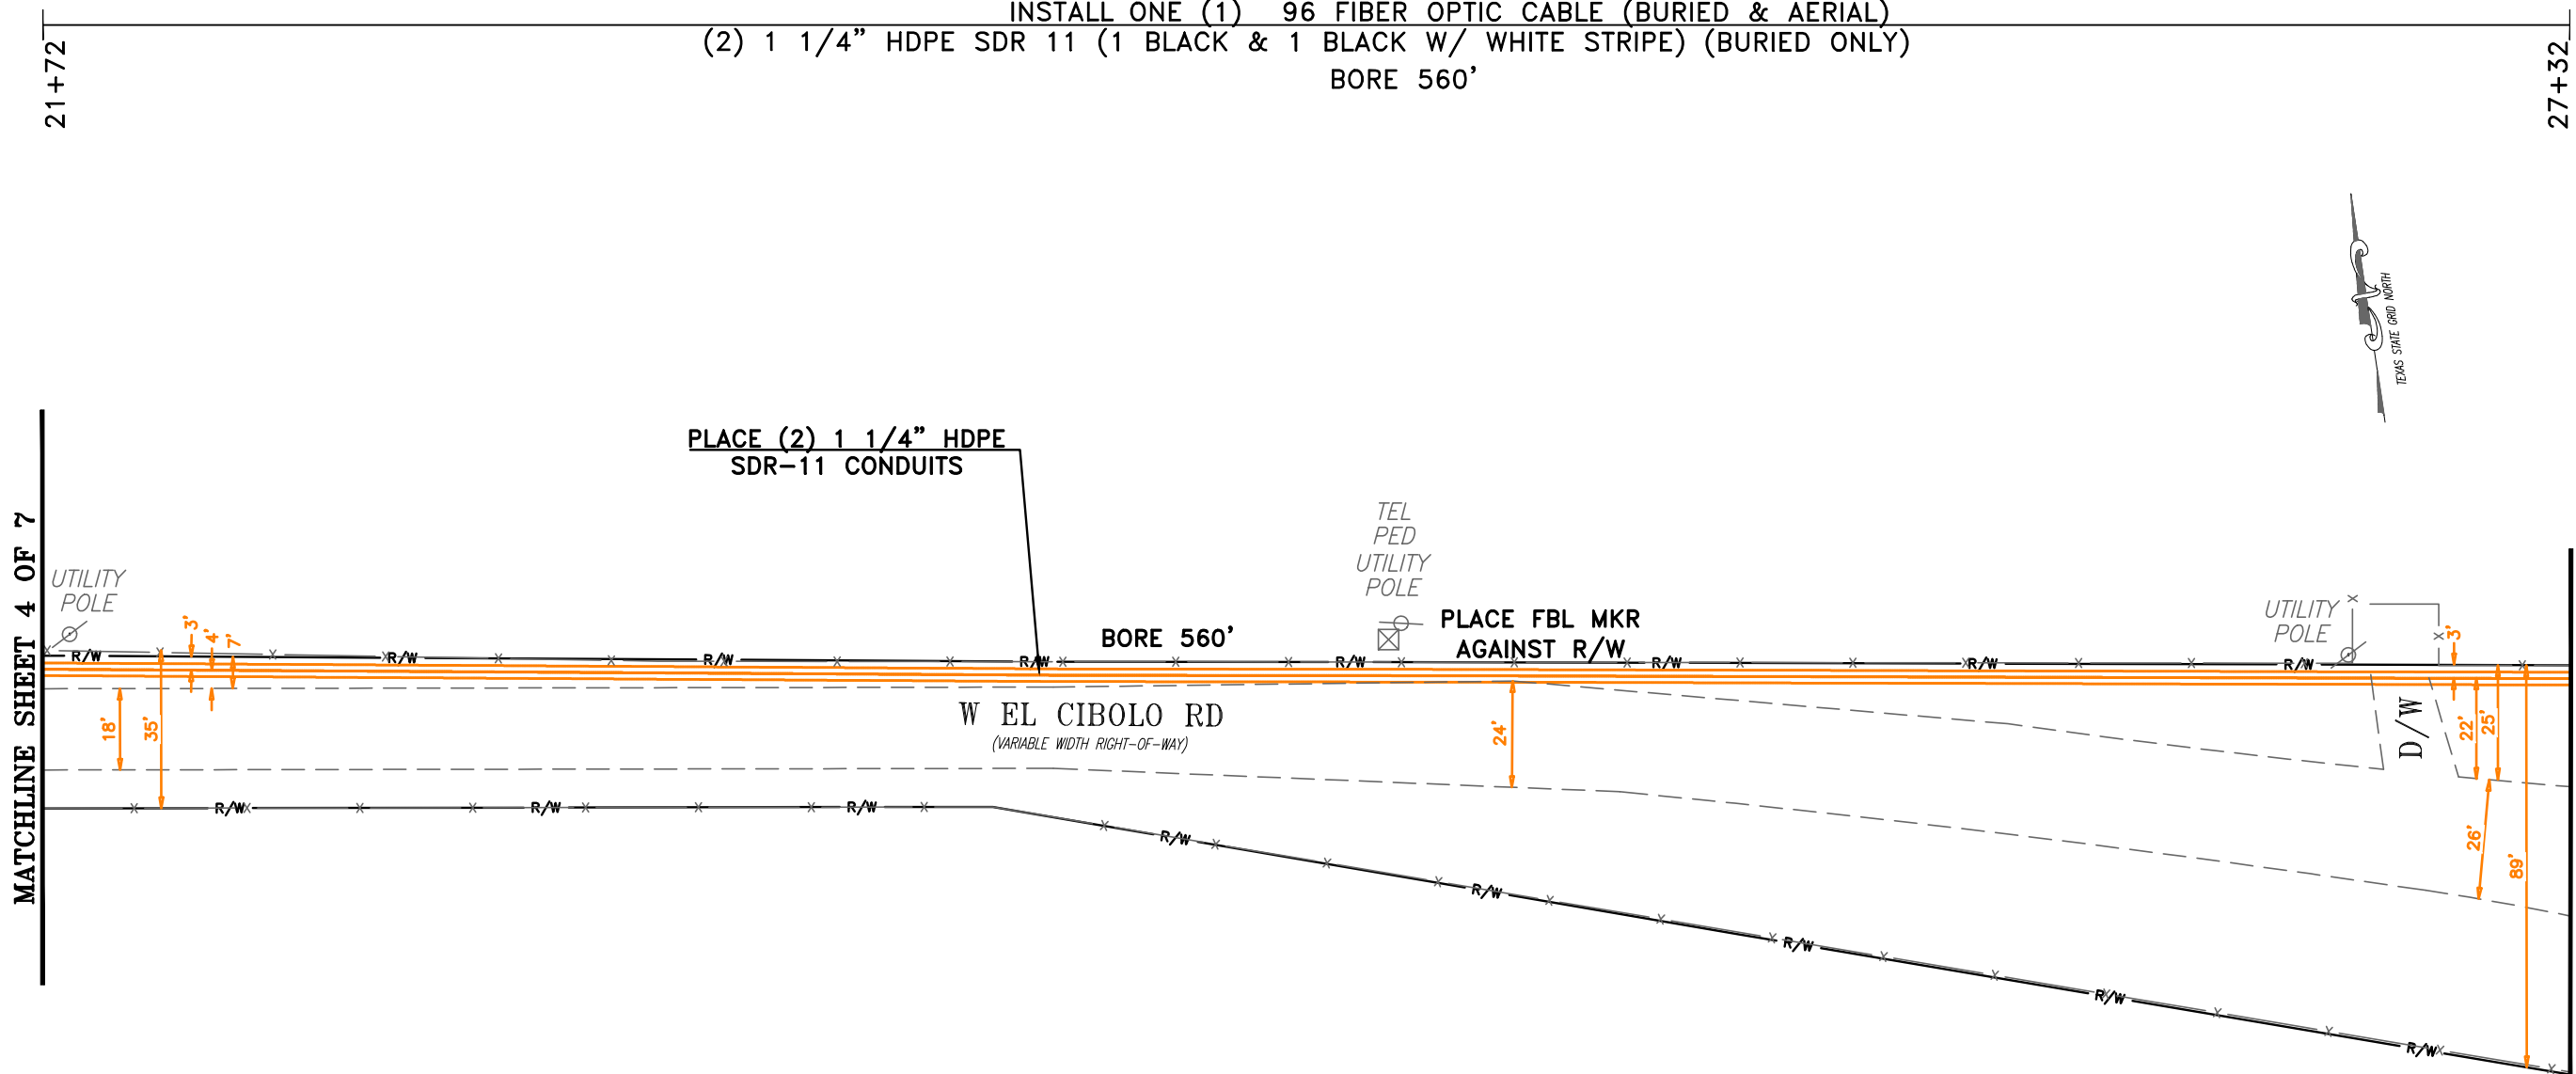 INSTALL ONE (1) 96 FIBER OPTIC CABLE (BURIED & AERIAL)
(2) 1 1/4" HDPE SDR 11 (1 BLACK & 1 BLACK W/ WHITE STRIPE) (BURIED ONLY)
BORE 560'
21+72
27+32
TEXAS STATE GRID NORTH
PLACE (2) 1 1/4" HDPE
SDR-11 CONDUITS
MATCHLINE SHEET 4 OF 7
UTILITY
POLE
3'
4'
7'
BORE 560'
TEL
PED
UTILITY
POLE
PLACE FBL MKR
AGAINST R/W
UTILITY
POLE
3'
R/W
R/W
R/W
R/W
R/W
R/W
R/W
R/W
18'
35'
W EL CIBOLO RD
(VARIABLE WIDTH RIGHT-OF-WAY)
24'
D/W
22'
25'
26'
89'
R/W
R/W
R/W
R/W
R/W
R/W
R/W
R/W